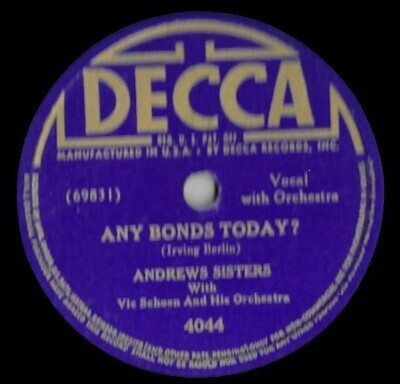 DECCA
REG. U. S. PAT. OFF.
MANUFACTURED IN U.S.A. BY DECCA RECORDS, INC.
(69831)
Vocal
with Orchestra
ANY BONDS TODAY?
(Irving Berlin)
ANDREWS SISTERS
With
Vic Schoen And His Orchestra
4044